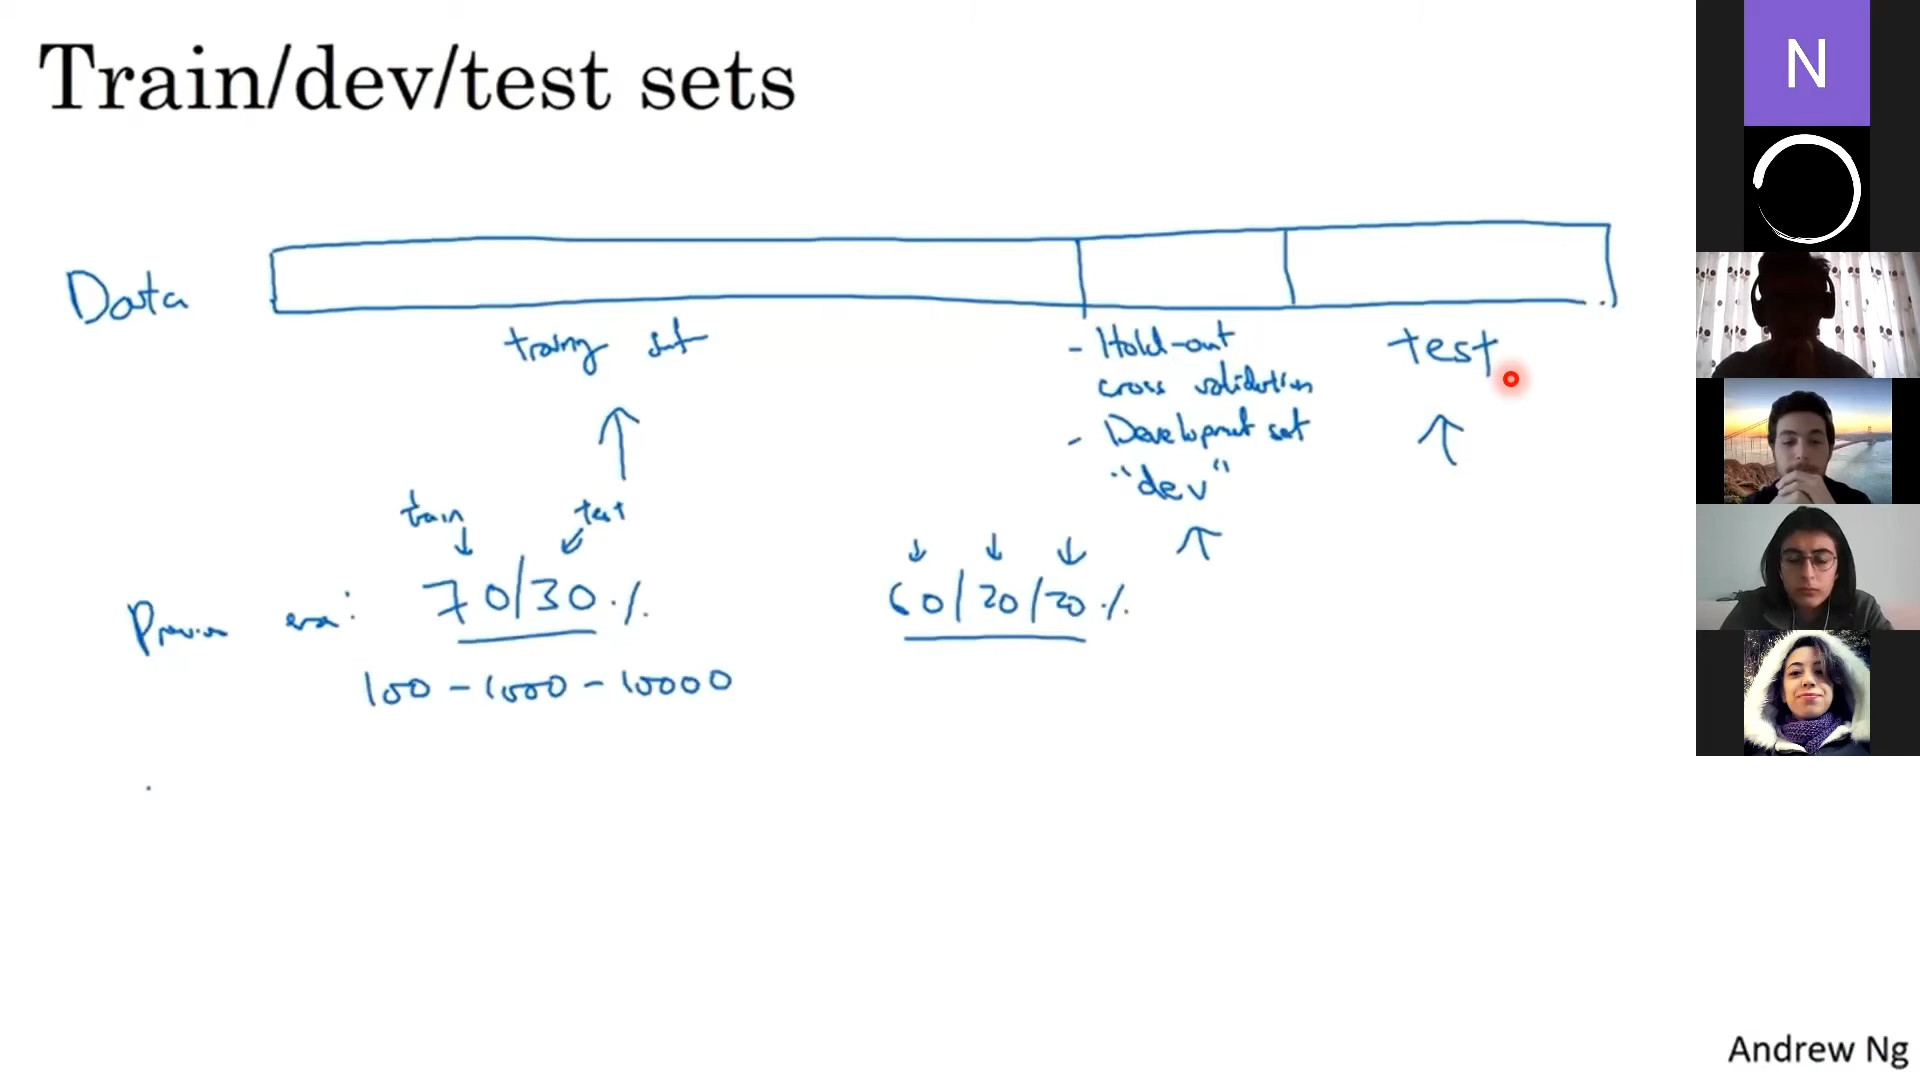 Train/dev/test sets
N
Data
training set
- Hold-out
cross validation
- Development set
"dev"
test
train
test
Previous era:
70/30 %
60/20/20 %
100 - 1000 - 10000
Andrew Ng